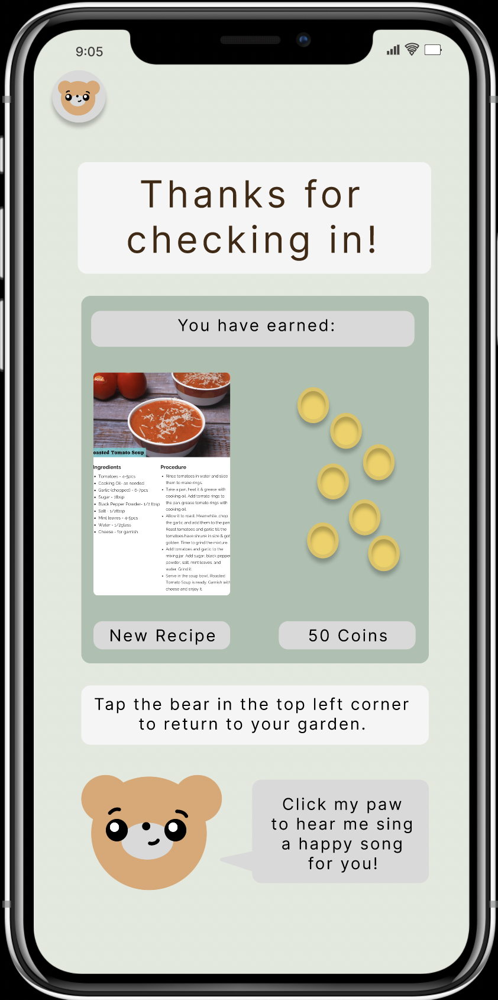 9:05
Thanks for
checking in!
You have earned:
oasted Tomato Soup
Ingredients
Tomatoes - 4-5pcs
Cooking Oil- as needed
Garlic (chopped) - 6-7pcs
Sugar - 1tbsp
Black Pepper Powder- 1/2 tbsp
Salt - 1/2tbsp
Mint leaves - 4-5pcs
Water - 1/2glass
Cheese - for garnish
Procedure
Rinse tomatoes in water and slice
them to make rings.
Take a pan, heat it & grease with
cooking oil. Add tomato rings to
the pan, grease tomato rings with
cooking oil.
Allow it to roast. Meanwhile, chop
the garlic and add them to the pan
Roast tomatoes and garlic till the
tomatoes have shrunk in size & got
golden. Time to grind the mixture.
Add tomatoes and garlic to the
mixing jar. Add sugar, black pepper
powder, salt, mint leaves, and
water. Grind it
Serve in the soup bowl. Roasted
Tomato Soup is ready. Garnish with
cheese and enjoy it.
New Recipe
50 Coins
Tap the bear in the top left corner
to return to your garden.
Click my paw
to hear me sing
a happy song
for you!